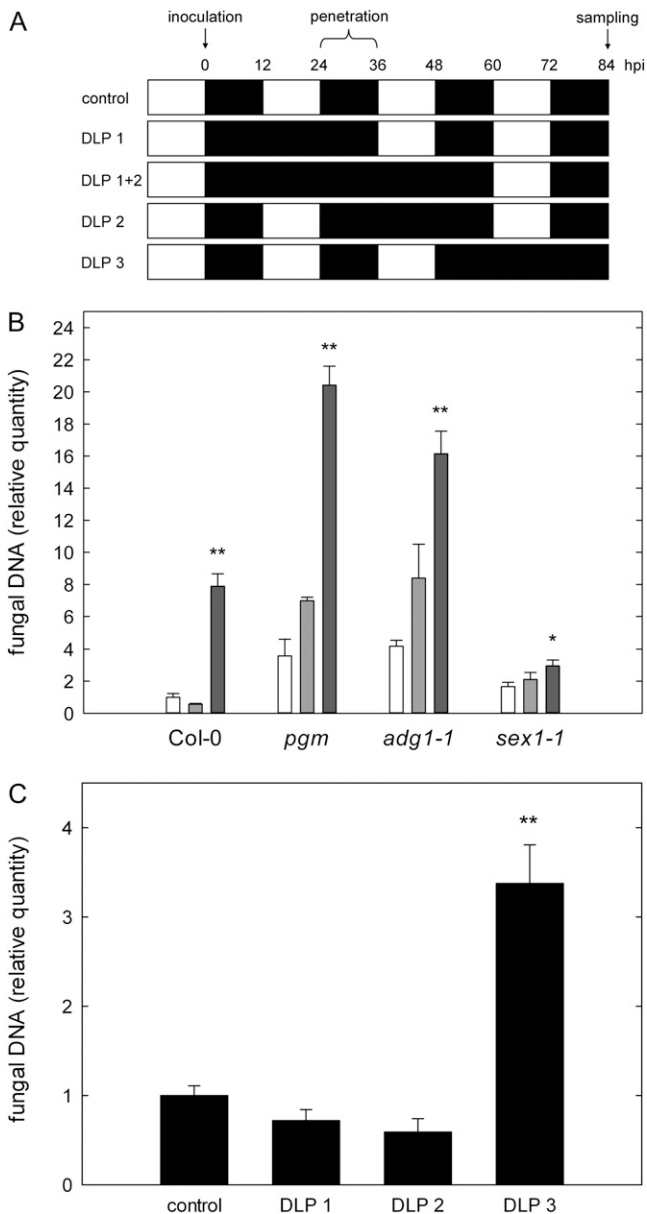 A
inoculation penetration sampling
0 12 24 36 48 60 72 84 hpi
control
DLP 1
DLP 1+2
DLP 2
DLP 3
B
fungal DNA (relative quantity)
24
22
20
18
16
14
12
10
8
6
4
2
0
**
**
**
*
Col-0 pgm adg1-1 sex1-1
C
fungal DNA (relative quantity)
4
3
2
1
0
**
control DLP 1 DLP 2 DLP 3